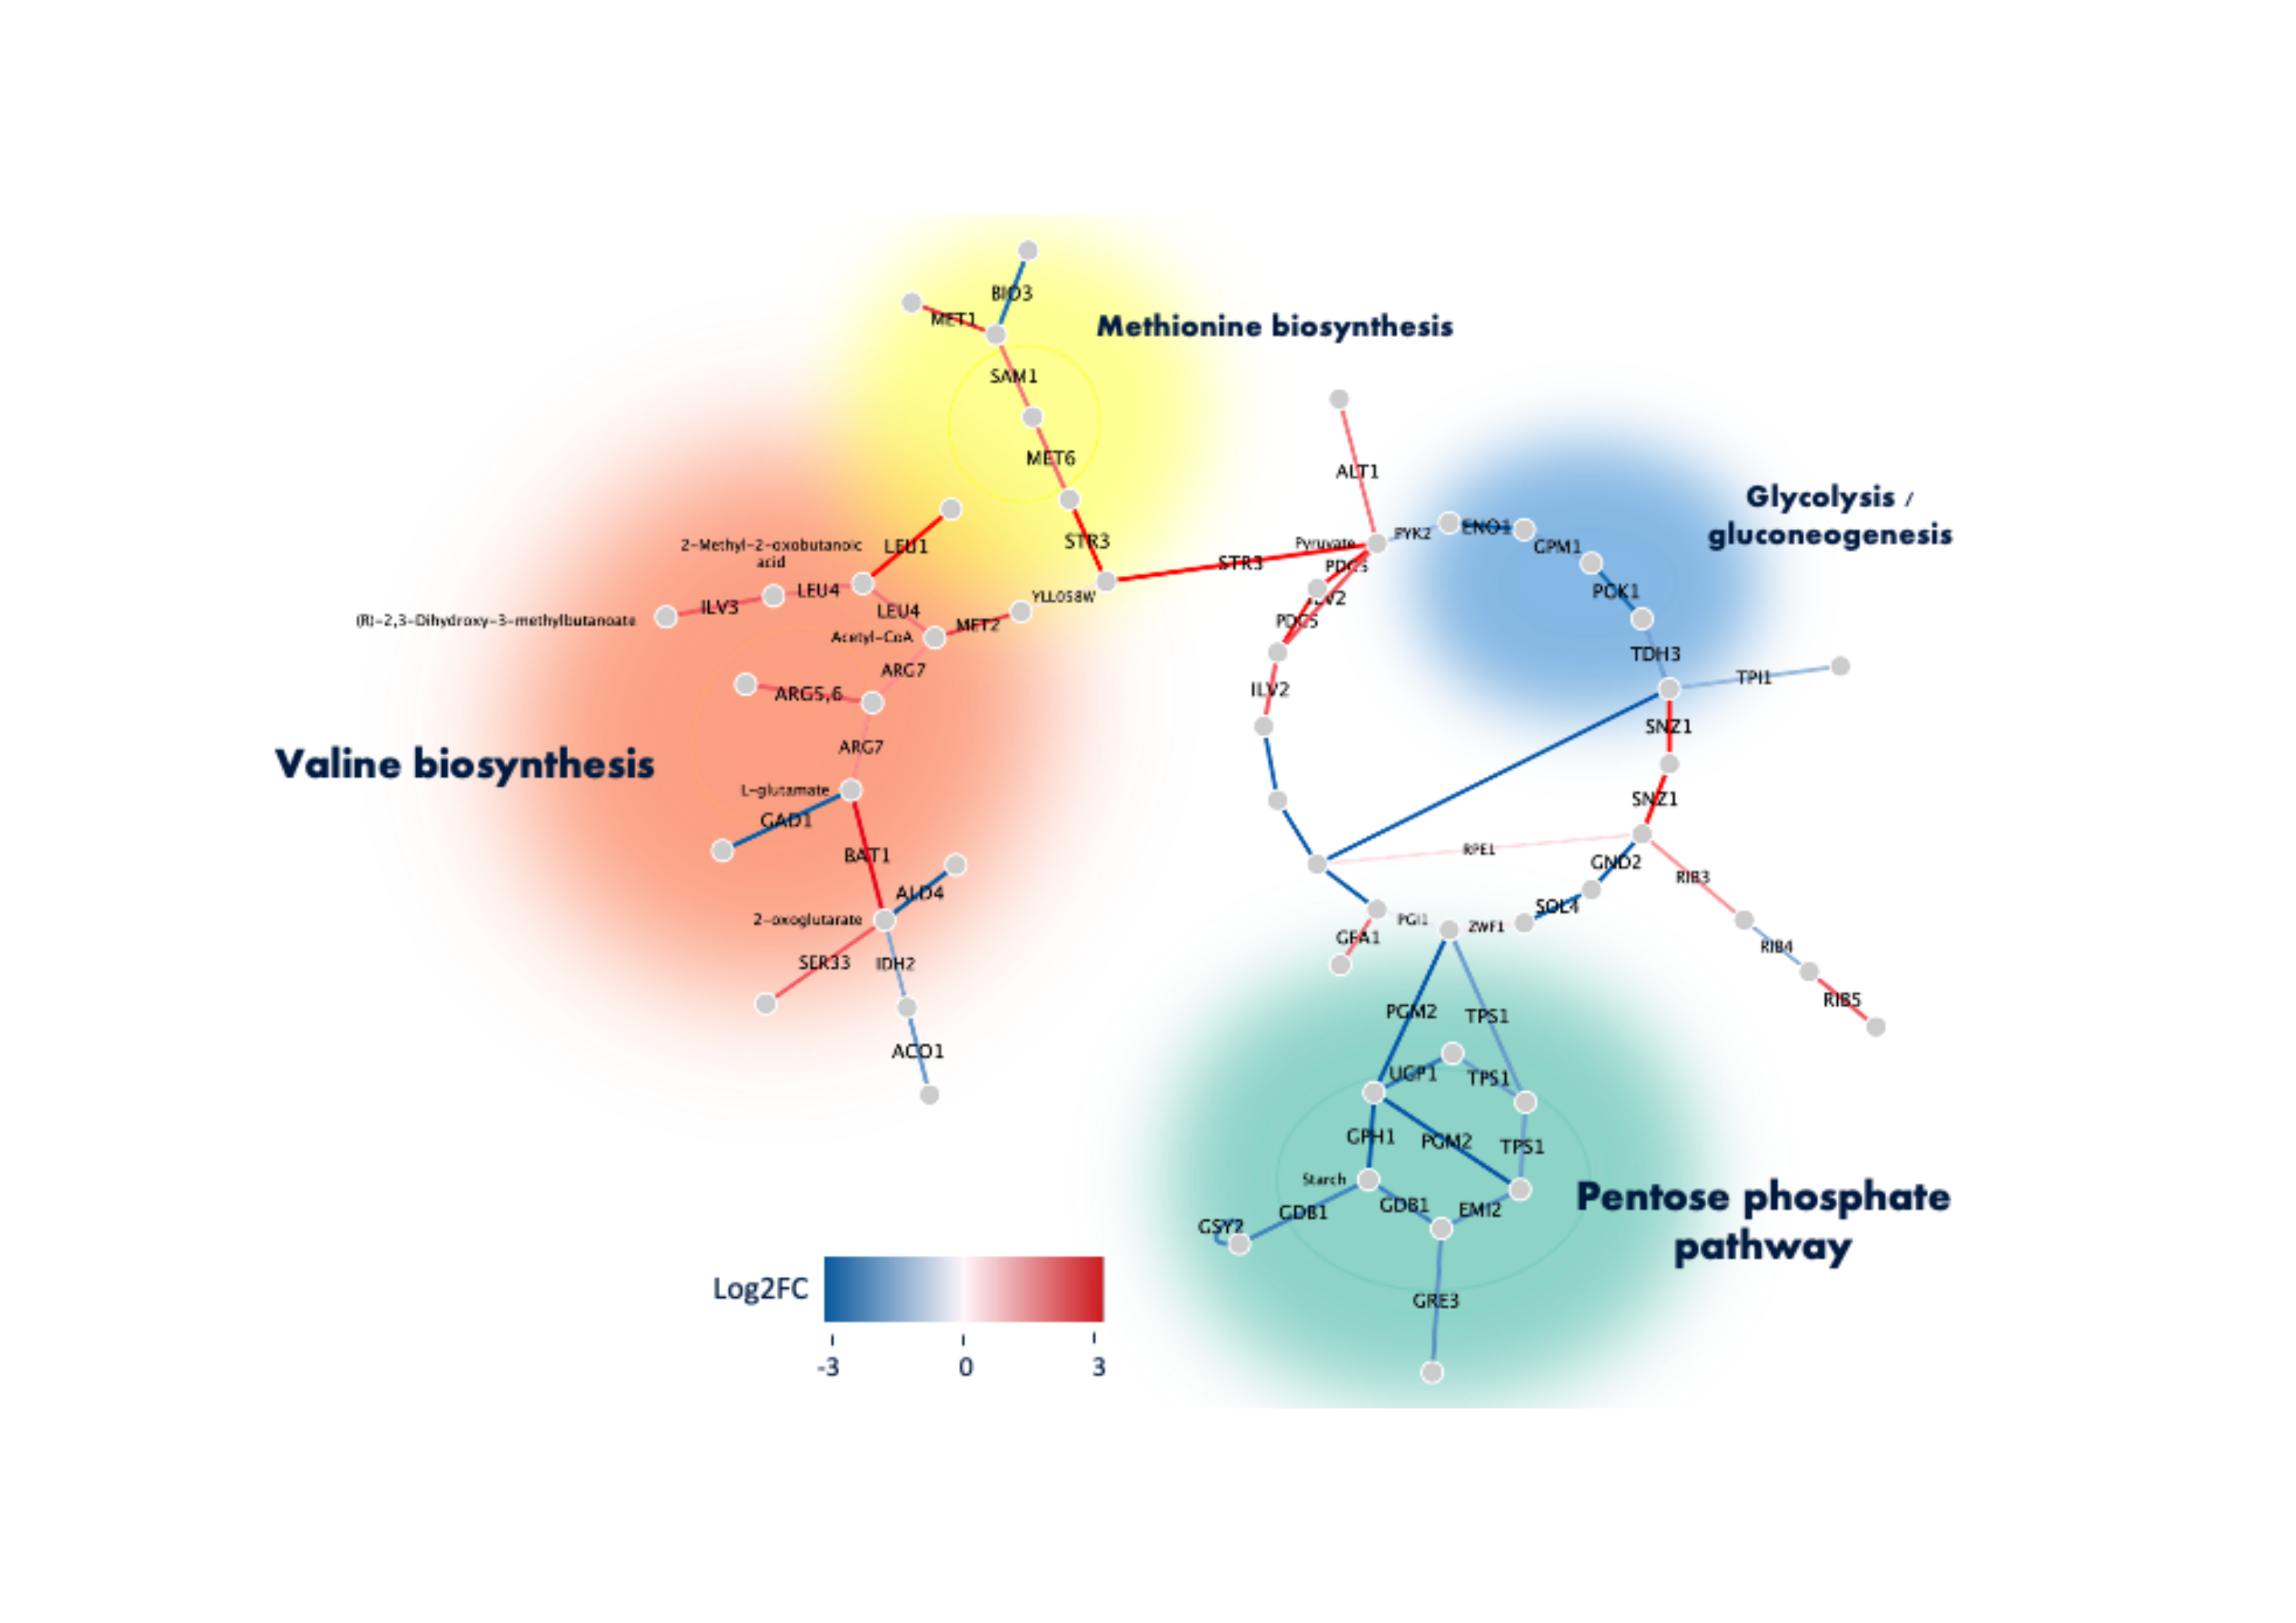 BIO3
MET1
Methionine biosynthesis
SAM1
MET6
ALT1
Glycolysis /
gluconeogenesis
2-Methyl-2-oxobutanoic
acid
LEU1
STR3
STR3
Pyruvate
PYK2
ENO1
GPM1
PDC5
ILV2
PGK1
LEU4
ILV3
(R)-2,3-Dihydroxy-3-methylbutanoate
LEU4
YLL058W
MET2
Acetyl-CoA
PDC5
TDH3
TPI1
ARG7
ARG5,6
ILV2
SNZ1
ARG7
Valine biosynthesis
L-glutamate
GAD1
SNZ1
BAT1
RPE1
GND2
RIB3
ALD4
2-oxoglutarate
SOL4
PGI1
ZWF1
GFA1
RIB4
SER33
IDH2
RIB5
PGM2
TPS1
ACO1
UGP1
TPS1
GPH1
PGM2
TPS1
Starch
GDB1
GDB1
EMI2
GSY2
Pentose phosphate
pathway
GRE3
Log2FC
-3 0 3